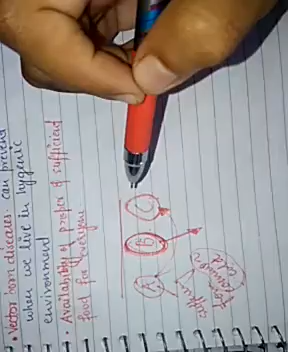 • Vector born diseases: can prevent
when we live in hygenic
environment
• Availability of proper & sufficient
food for everyone
C
B
A